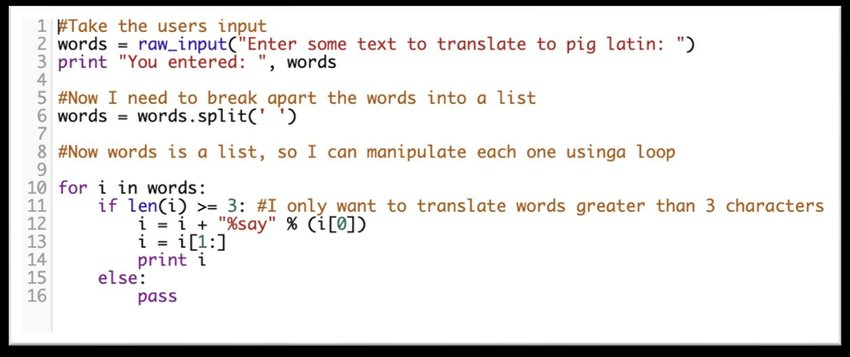 1 #Take the users input
2 words = raw_input("Enter some text to translate to pig latin: ")
3 print "You entered: ", words
4
5 #Now I need to break apart the words into a list
6 words = words.split(' ')
7
8 #Now words is a list, so I can manipulate each one usinga loop
9
10 for i in words:
11     if len(i) >= 3: #I only want to translate words greater than 3 characters
12         i = i + "%say" % (i[0])
13         i = i[1:]
14         print i
15     else:
16         pass